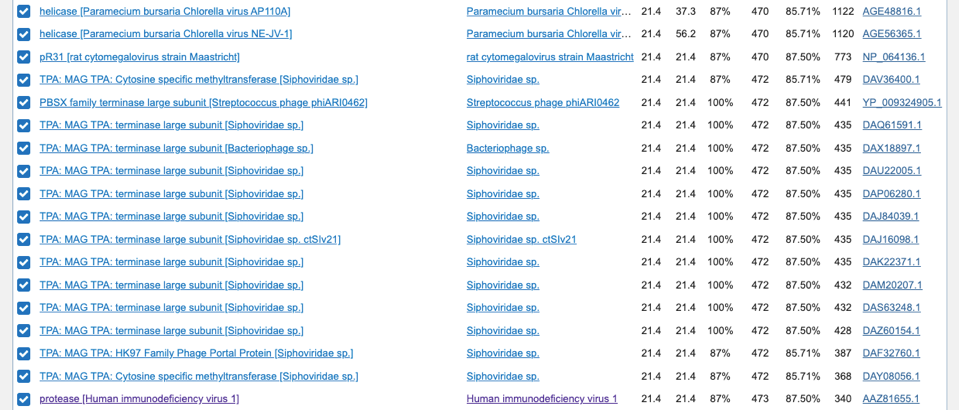 helicase [Paramecium bursaria Chlorella virus AP110A] Paramecium bursaria Chlorella vir... 21.4 37.3 87% 470 85.71% 1122 AGE48816.1
helicase [Paramecium bursaria Chlorella virus NE-JV-1] Paramecium bursaria Chlorella vir... 21.4 56.2 87% 470 85.71% 1120 AGE56365.1
pR31 [rat cytomegalovirus strain Maastricht] rat cytomegalovirus strain Maastricht 21.4 21.4 87% 470 87.50% 773 NP_064136.1
TPA: MAG TPA: Cytosine specific methyltransferase [Siphoviridae sp.] Siphoviridae sp. 21.4 21.4 87% 472 85.71% 479 DAV36400.1
PBSX family terminase large subunit [Streptococcus phage phiARI0462] Streptococcus phage phiARI0462 21.4 21.4 100% 472 87.50% 441 YP_009324905.1
TPA: MAG TPA: terminase large subunit [Siphoviridae sp.] Siphoviridae sp. 21.4 21.4 100% 472 87.50% 435 DAQ61591.1
TPA: MAG TPA: terminase large subunit [Bacteriophage sp.] Bacteriophage sp. 21.4 21.4 100% 472 87.50% 435 DAX18897.1
TPA: MAG TPA: terminase large subunit [Siphoviridae sp.] Siphoviridae sp. 21.4 21.4 100% 472 87.50% 435 DAU22005.1
TPA: MAG TPA: terminase large subunit [Siphoviridae sp.] Siphoviridae sp. 21.4 21.4 100% 472 87.50% 435 DAP06280.1
TPA: MAG TPA: terminase large subunit [Siphoviridae sp.] Siphoviridae sp. 21.4 21.4 100% 472 87.50% 435 DAJ84039.1
TPA: MAG TPA: terminase large subunit [Siphoviridae sp. ctSIv21] Siphoviridae sp. ctSIv21 21.4 21.4 100% 472 87.50% 435 DAJ16098.1
TPA: MAG TPA: terminase large subunit [Siphoviridae sp.] Siphoviridae sp. 21.4 21.4 100% 472 87.50% 435 DAK22371.1
TPA: MAG TPA: terminase large subunit [Siphoviridae sp.] Siphoviridae sp. 21.4 21.4 100% 472 87.50% 432 DAM20207.1
TPA: MAG TPA: terminase large subunit [Siphoviridae sp.] Siphoviridae sp. 21.4 21.4 100% 472 87.50% 432 DAS63248.1
TPA: MAG TPA: terminase large subunit [Siphoviridae sp.] Siphoviridae sp. 21.4 21.4 100% 472 87.50% 428 DAZ60154.1
TPA: MAG TPA: HK97 Family Phage Portal Protein [Siphoviridae sp.] Siphoviridae sp. 21.4 21.4 87% 472 85.71% 387 DAF32760.1
TPA: MAG TPA: Cytosine specific methyltransferase [Siphoviridae sp.] Siphoviridae sp. 21.4 21.4 87% 472 85.71% 368 DAY08056.1
protease [Human immunodeficiency virus 1] Human immunodeficiency virus 1 21.4 21.4 87% 473 87.50% 340 AAZ81655.1